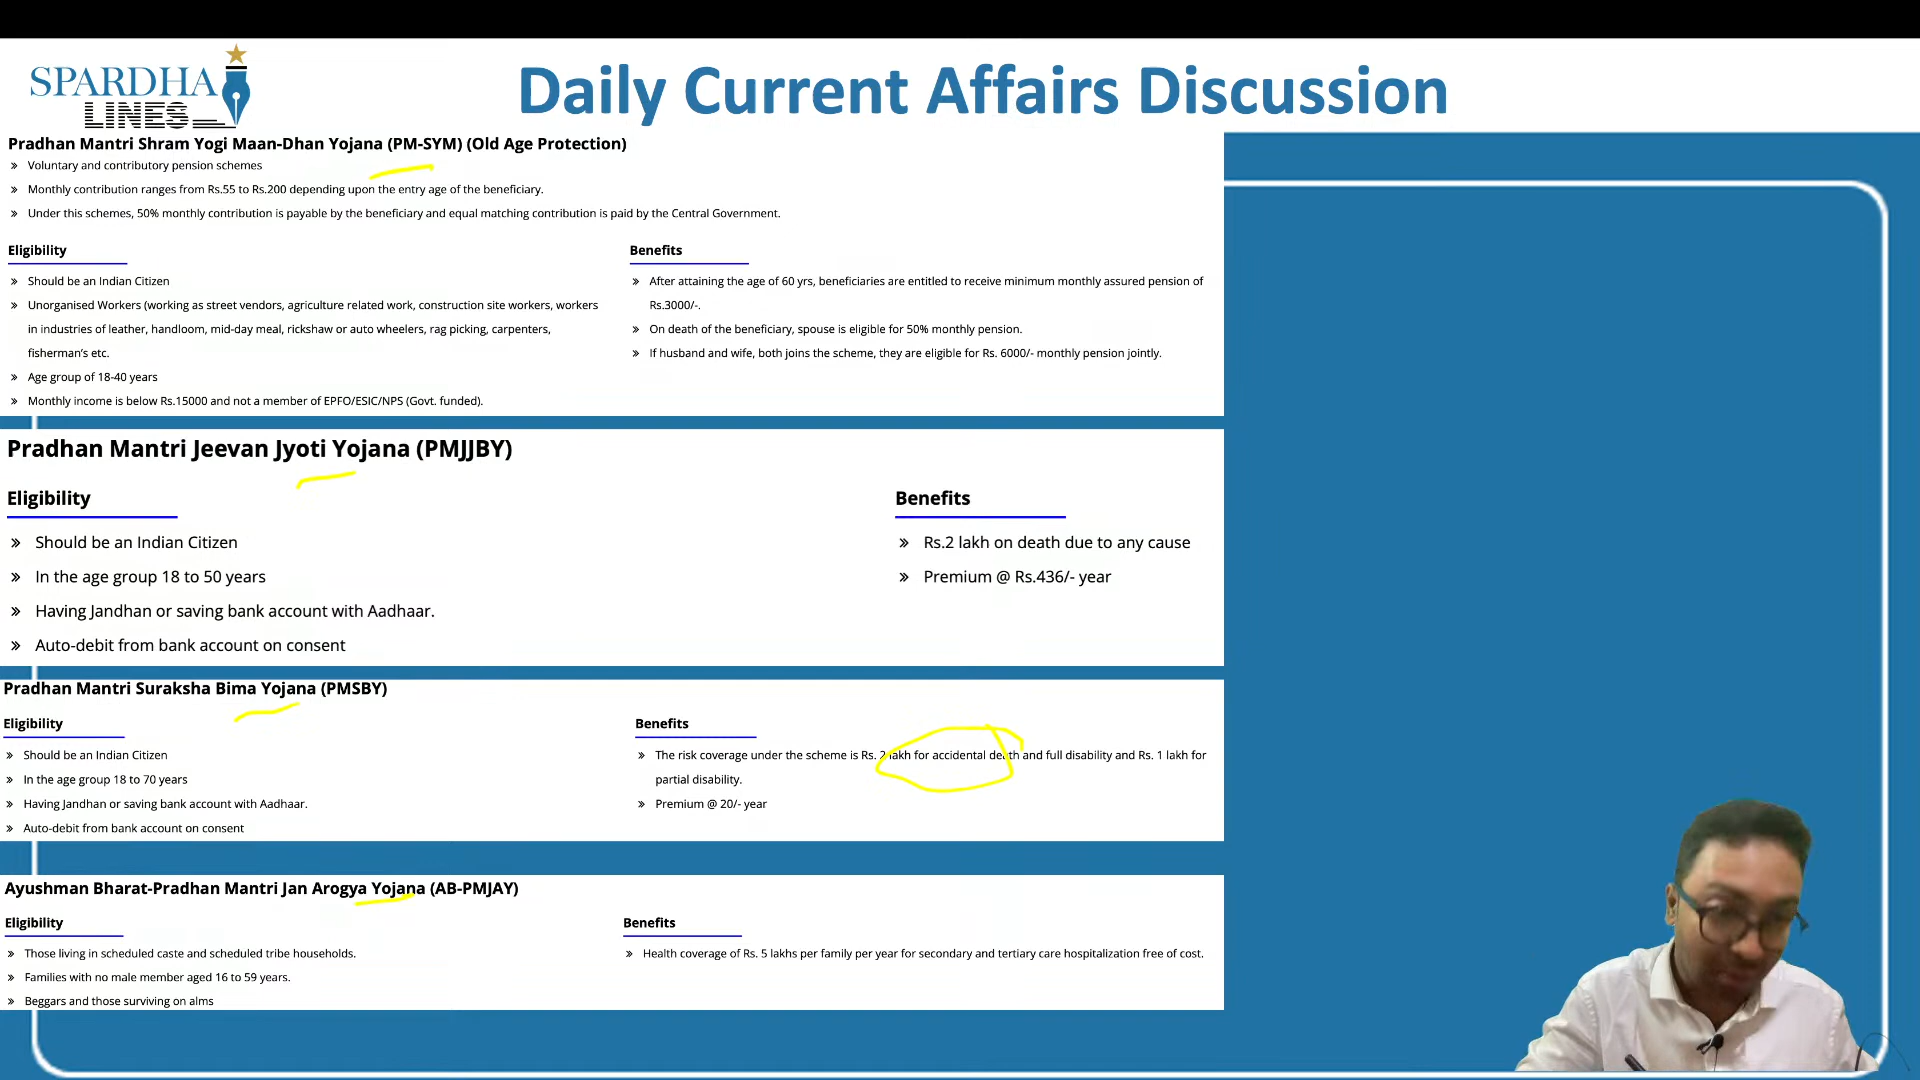 SPARDHA
LINES
Daily Current Affairs Discussion
Pradhan Mantri Shram Yogi Maan-Dhan Yojana (PM-SYM) (Old Age Protection)
» Voluntary and contributory pension schemes
» Monthly contribution ranges from Rs.55 to Rs.200 depending upon the entry age of the beneficiary.
» Under this schemes, 50% monthly contribution is payable by the beneficiary and equal matching contribution is paid by the Central Government.
Eligibility
» Should be an Indian Citizen
» Unorganised Workers (working as street vendors, agriculture related work, construction site workers, workers
in industries of leather, handloom, mid-day meal, rickshaw or auto wheelers, rag picking, carpenters,
fisherman's etc.
» Age group of 18-40 years
» Monthly income is below Rs.15000 and not a member of EPFO/ESIC/NPS (Govt. funded).
Benefits
» After attaining the age of 60 yrs, beneficiaries are entitled to receive minimum monthly assured pension of
Rs.3000/-.
» On death of the beneficiary, spouse is eligible for 50% monthly pension.
» If husband and wife, both joins the scheme, they are eligible for Rs. 6000/- monthly pension jointly.
Pradhan Mantri Jeevan Jyoti Yojana (PMJJBY)
Eligibility
» Should be an Indian Citizen
» In the age group 18 to 50 years
» Having Jandhan or saving bank account with Aadhaar.
» Auto-debit from bank account on consent
Benefits
» Rs.2 lakh on death due to any cause
» Premium @ Rs.436/- year
Pradhan Mantri Suraksha Bima Yojana (PMSBY)
Eligibility
» Should be an Indian Citizen
» In the age group 18 to 70 years
» Having Jandhan or saving bank account with Aadhaar.
» Auto-debit from bank account on consent
Benefits
» The risk coverage under the scheme is Rs. 2 lakh for accidental death and full disability and Rs. 1 lakh for
partial disability.
» Premium @ 20/- year
Ayushman Bharat-Pradhan Mantri Jan Arogya Yojana (AB-PMJAY)
Eligibility
» Those living in scheduled caste and scheduled tribe households.
» Families with no male member aged 16 to 59 years.
» Beggars and those surviving on alms
Benefits
» Health coverage of Rs. 5 lakhs per family per year for secondary and tertiary care hospitalization free of cost.